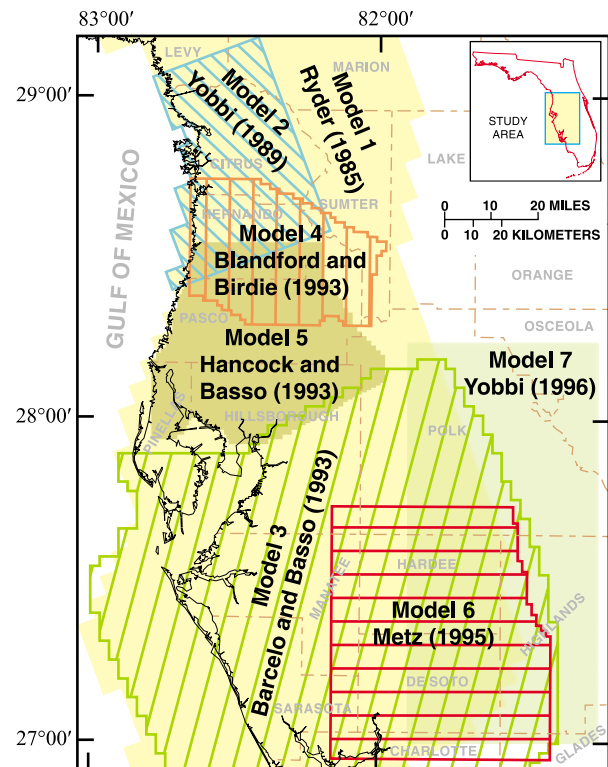 83°00′
82°00′
LEVY
MARION
29°00′
Model 2
Yobbi (1989)
Model 1
Ryder (1985)
STUDY
AREA
LAKE
CITRUS
SUMTER
0 10 20 MILES
0 10 20 KILOMETERS
HERNANDO
GULF OF MEXICO
Model 4
Blandford and
Birdie (1993)
ORANGE
PASCO
OSCEOLA
Model 5
Hancock and
Basso (1993)
Model 7
Yobbi (1996)
PINELLAS
HILLSBOROUGH
28°00′
POLK
Model 3
Barcelo and Basso (1993)
MANATEE
HARDEE
Model 6
Metz (1995)
HIGHLANDS
DE SOTO
SARASOTA
27°00′
CHARLOTTE
GLADES